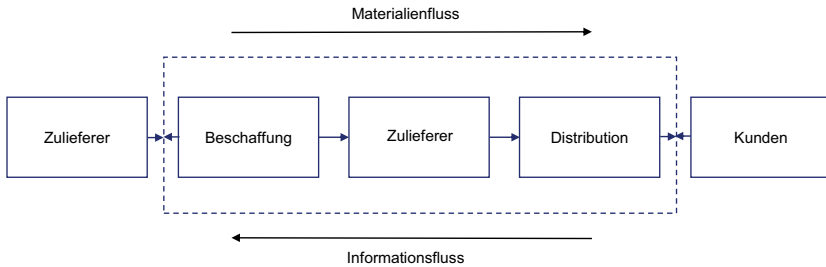 Materialienfluss
Zulieferer
Beschaffung
Zulieferer
Distribution
Kunden
Informationsfluss